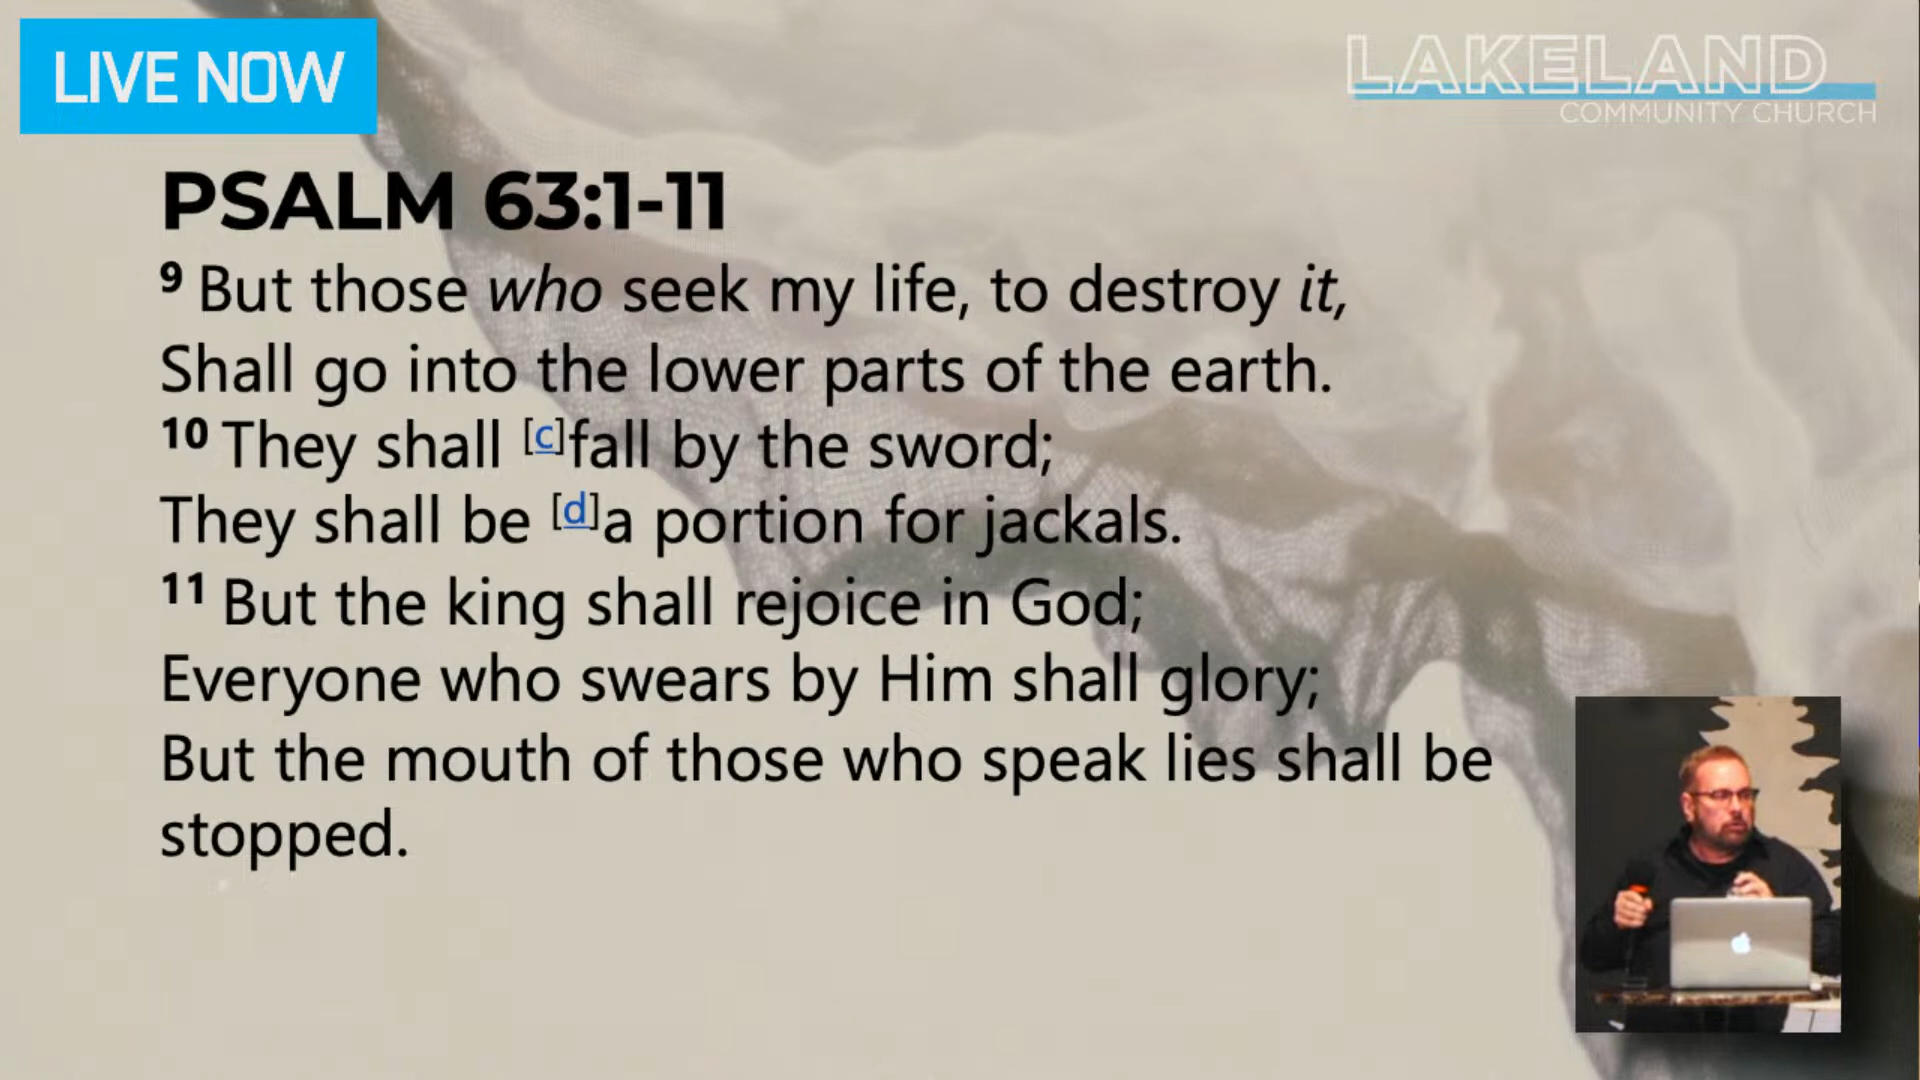 LIVE NOW
LAKELAND
COMMUNITY CHURCH
PSALM 63:1-11
9 But those who seek my life, to destroy it,
Shall go into the lower parts of the earth.
10 They shall [c]fall by the sword;
They shall be [d]a portion for jackals.
11 But the king shall rejoice in God;
Everyone who swears by Him shall glory;
But the mouth of those who speak lies shall be
stopped.